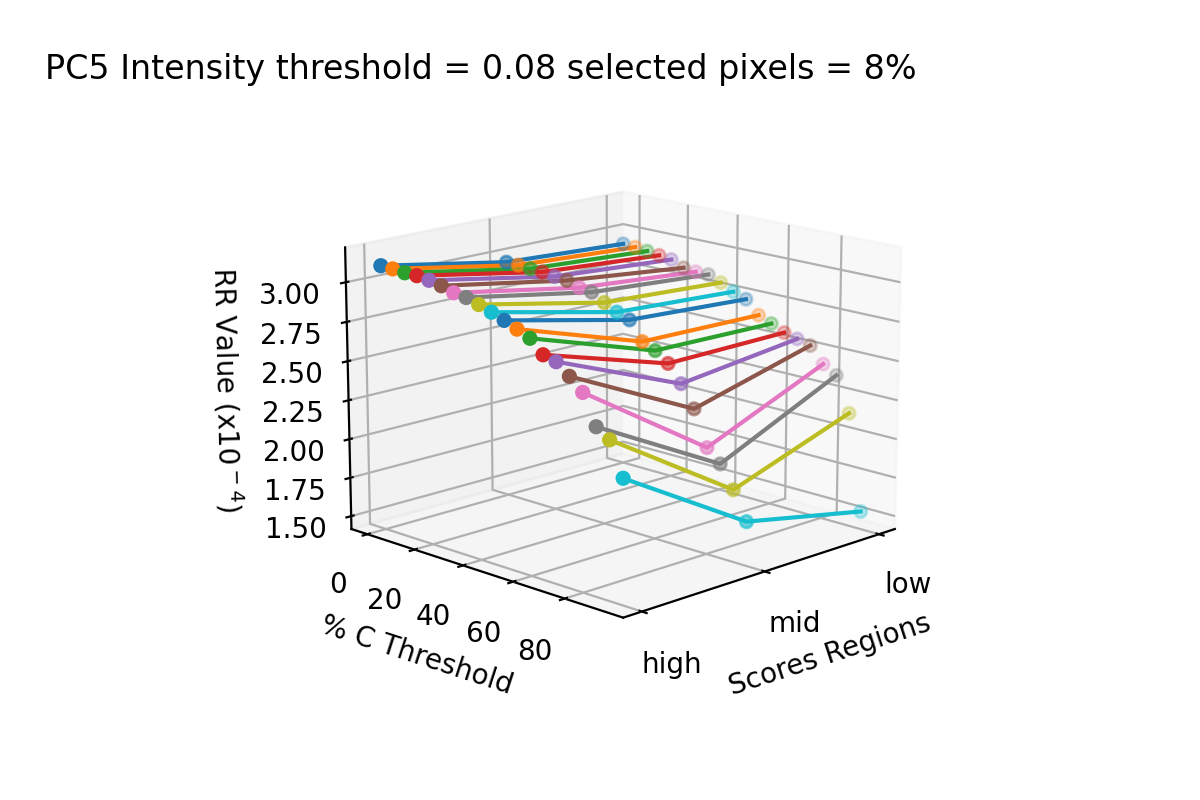 PC5 Intensity threshold = 0.08 selected pixels = 8%
RR Value (x10⁻⁴)
3.00
2.75
2.50
2.25
2.00
1.75
1.50
0
20
40
60
80
% C Threshold
high
mid
low
Scores Regions